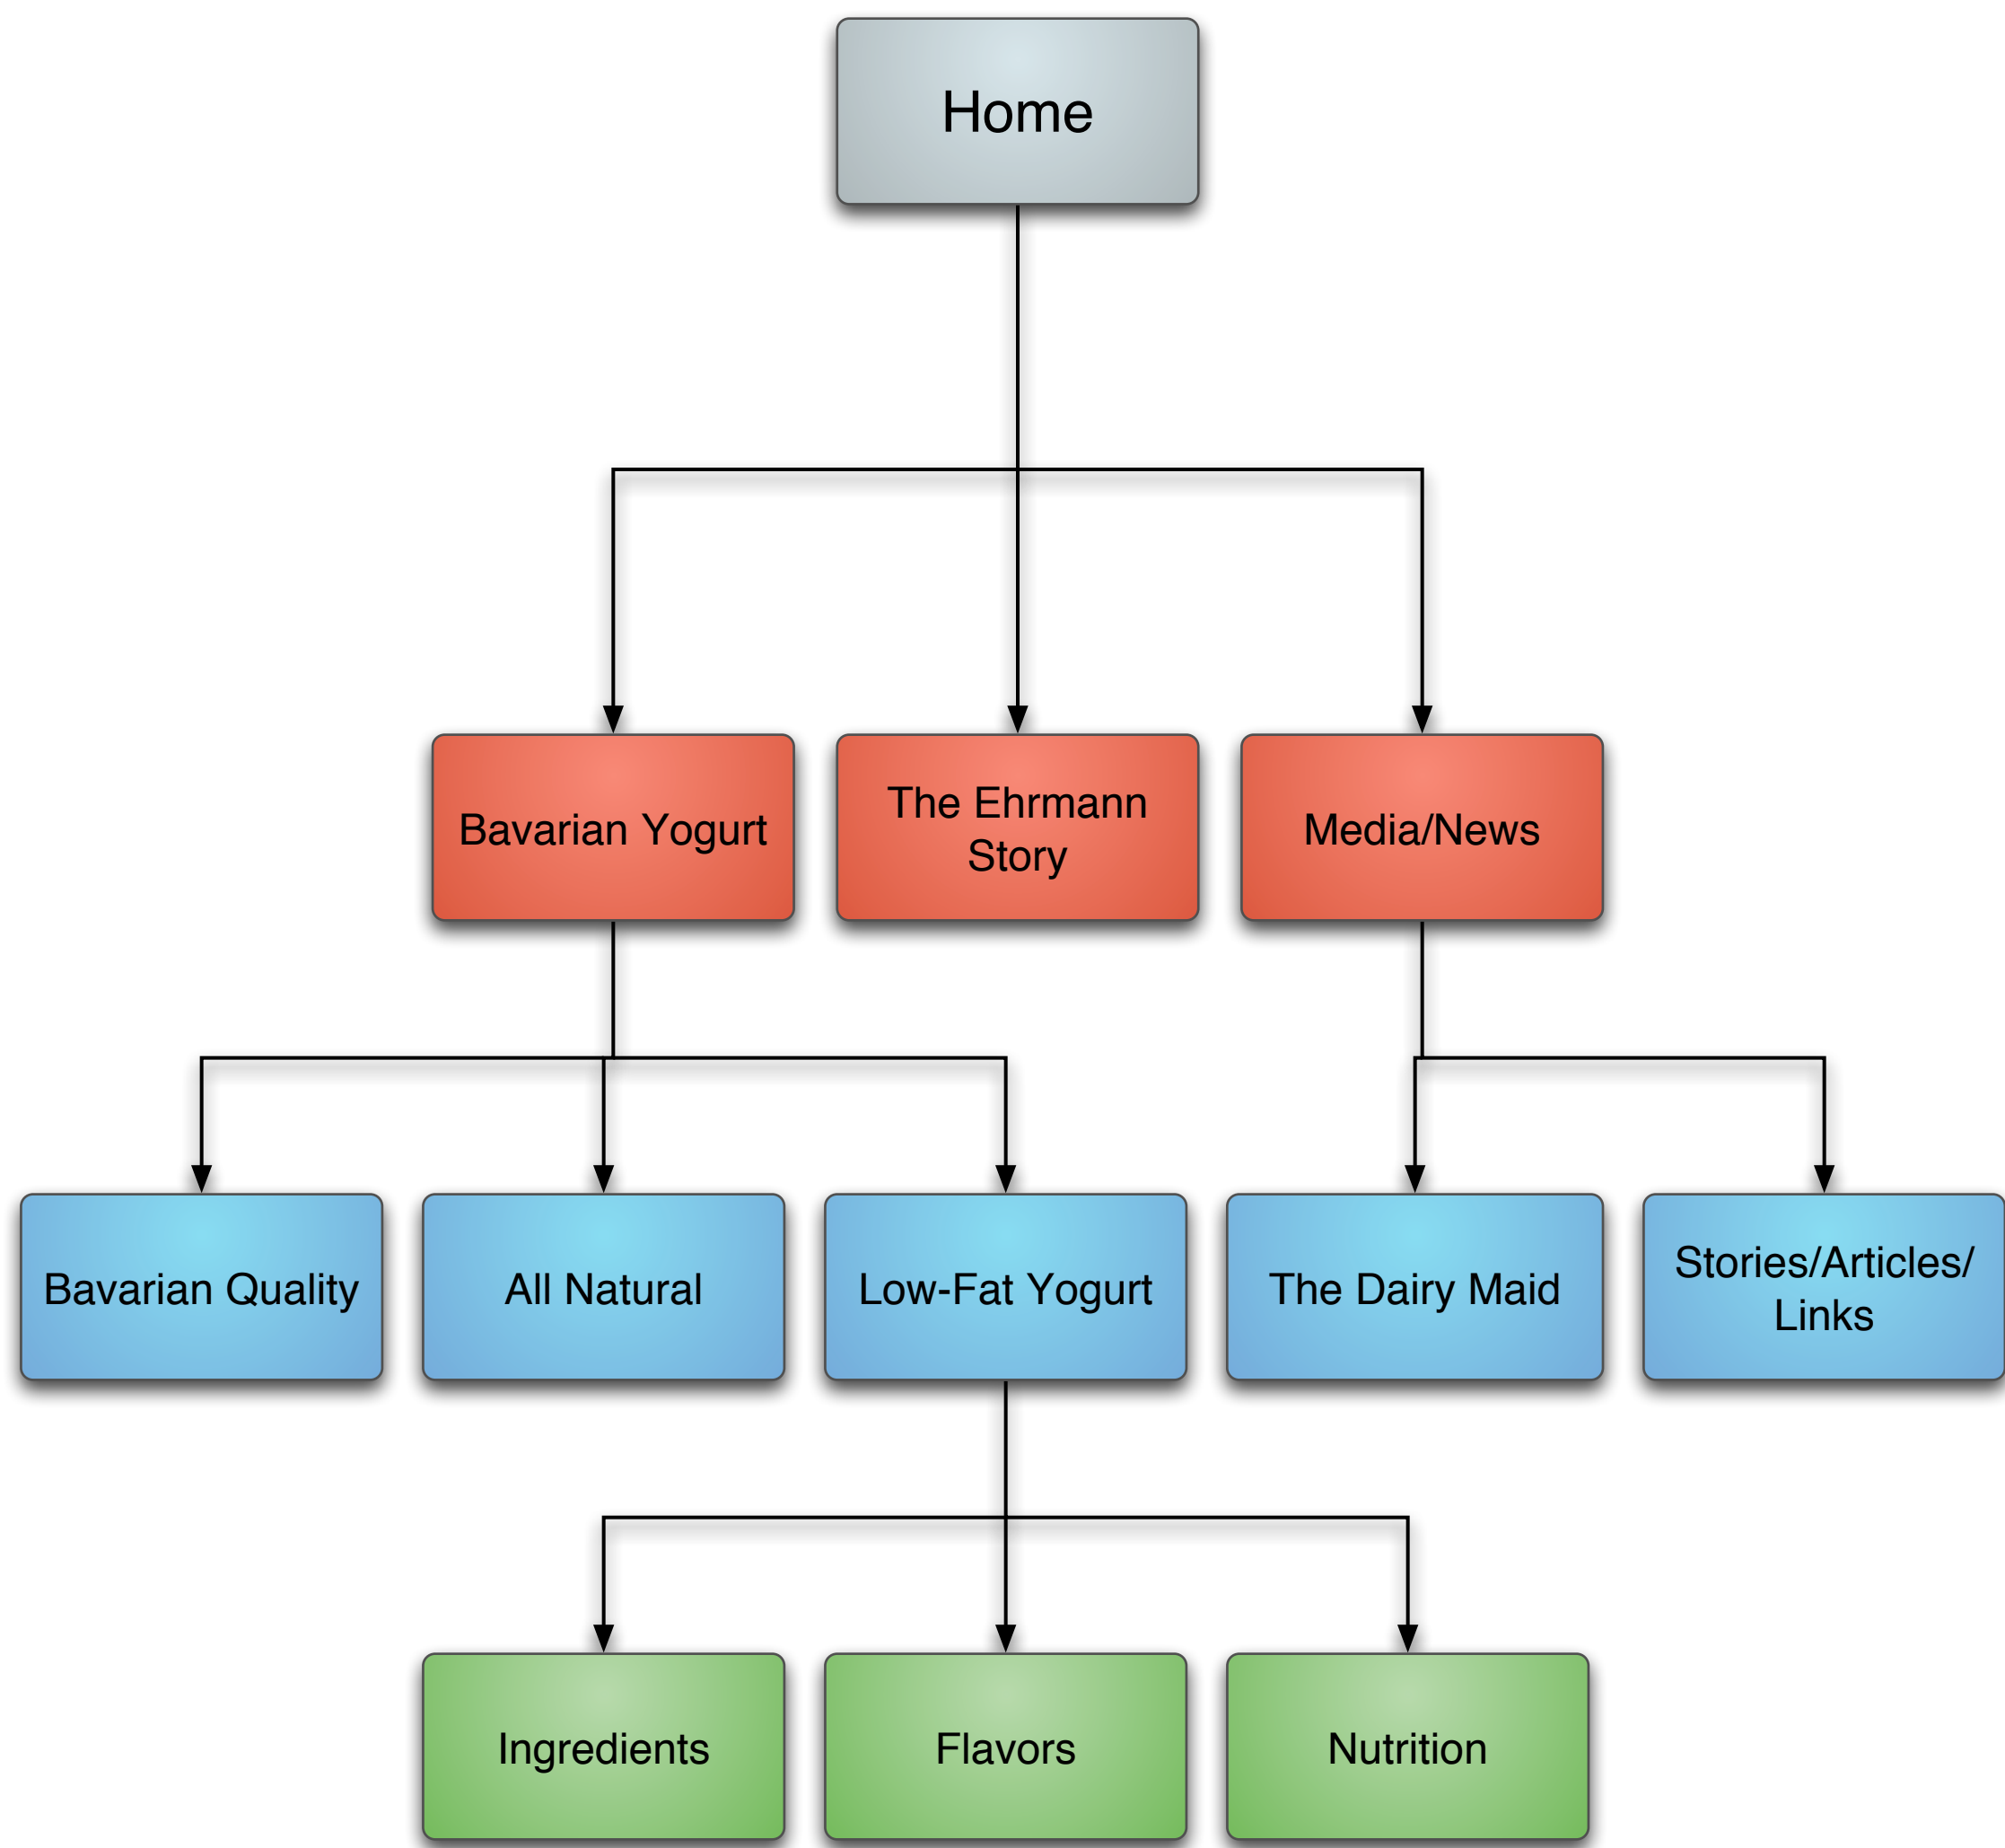 Home
Bavarian Yogurt
The Ehrmann
Story
Media/News
Bavarian Quality
All Natural
Low-Fat Yogurt
The Dairy Maid
Stories/Articles/
Links
Ingredients
Flavors
Nutrition